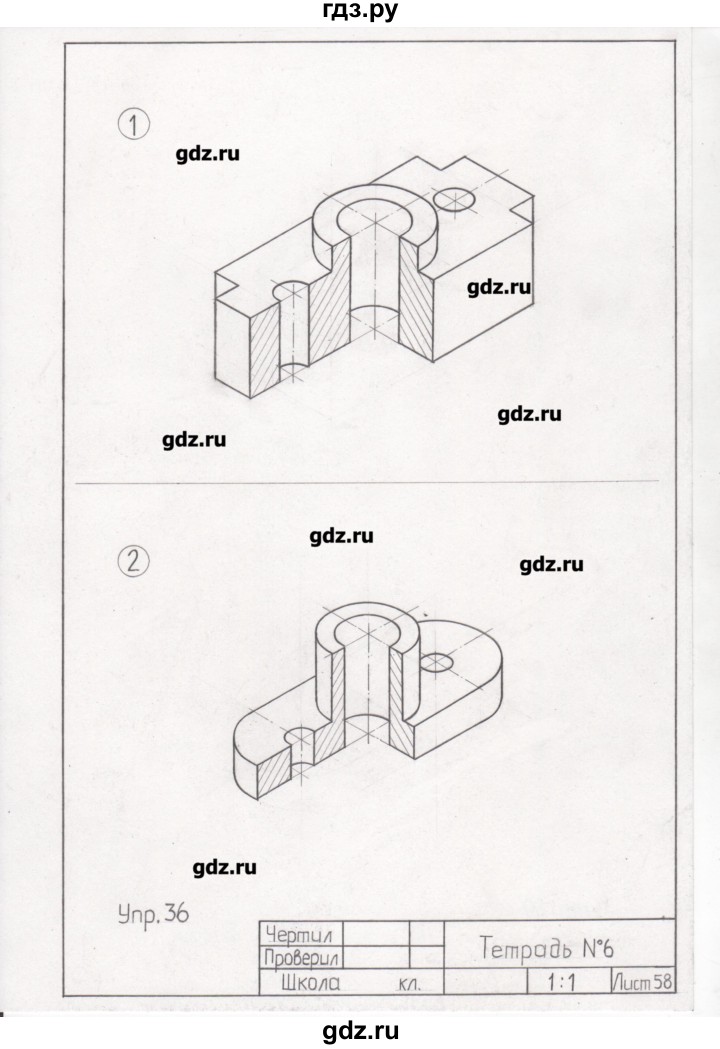 гдз.ру
1
gdz.ru
gdz.ru
gdz.ru
gdz.ru
gdz.ru
2
gdz.ru
gdz.ru
Упр. 36
Чертил
Проверил
Тетрадь №6
Школа кл.
1:1
Лист 58
gdz.ru